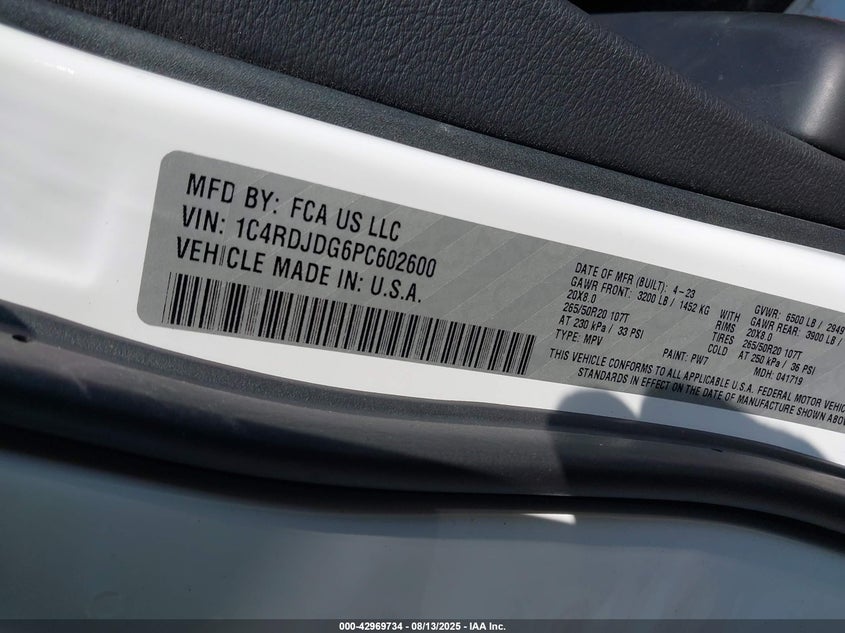 MFD BY: FCA US LLC
VIN: 1C4RDJDG6PC602600
VEHICLE MADE IN: U.S.A.
DATE OF MFR (BUILT): 4-23
GAWR FRONT: 3200 LB / 1452 KG WITH
20X8.0 RIMS
265/50R20 107T TIRES
AT 230 kPa / 33 PSI COLD
TYPE: MPV PAINT: PW7
GVWR: 6500 LB / 2948
GAWR REAR: 3900 LB /
20X8.0
265/50R20 107T
AT 250 kPa / 36 PSI
MDH: 041719
THIS VEHICLE CONFORMS TO ALL APPLICABLE U.S.A. FEDERAL MOTOR VEHIC
STANDARDS IN EFFECT ON THE DATE OF MANUFACTURE SHOWN ABO
000-42969734 - 08/13/2025 - IAA Inc.